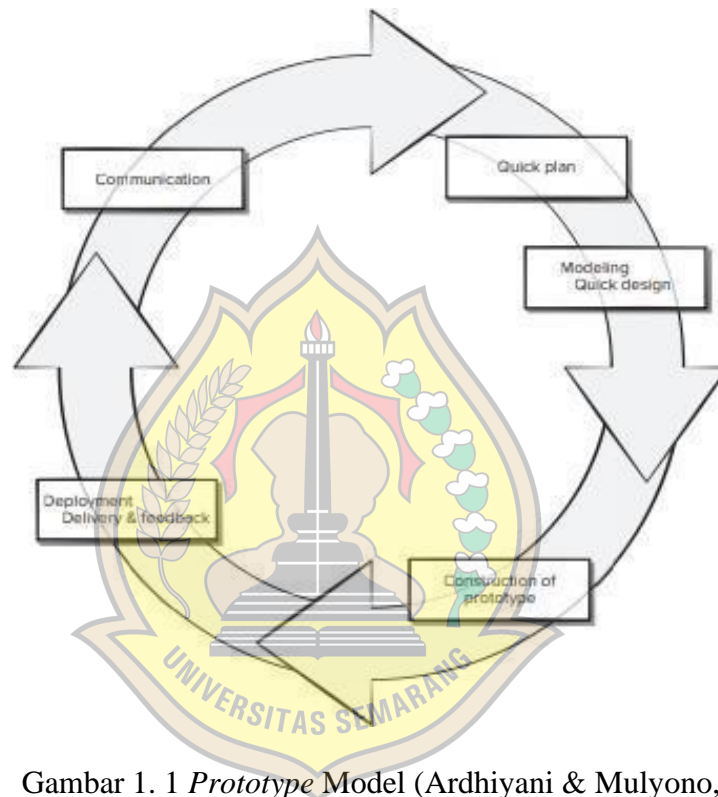 Communication
Quick plan
Modeling
Quick design
Construction of
prototype
Deployment
Delivery & feedback
UNIVERSITAS SEMARANG
Gambar 1. 1 Prototype Model (Ardhiyani & Mulyono,